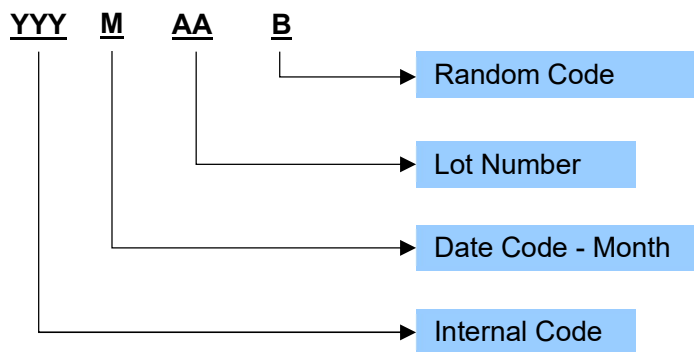 YYY M AA B
Random Code
Lot Number
Date Code - Month
Internal Code